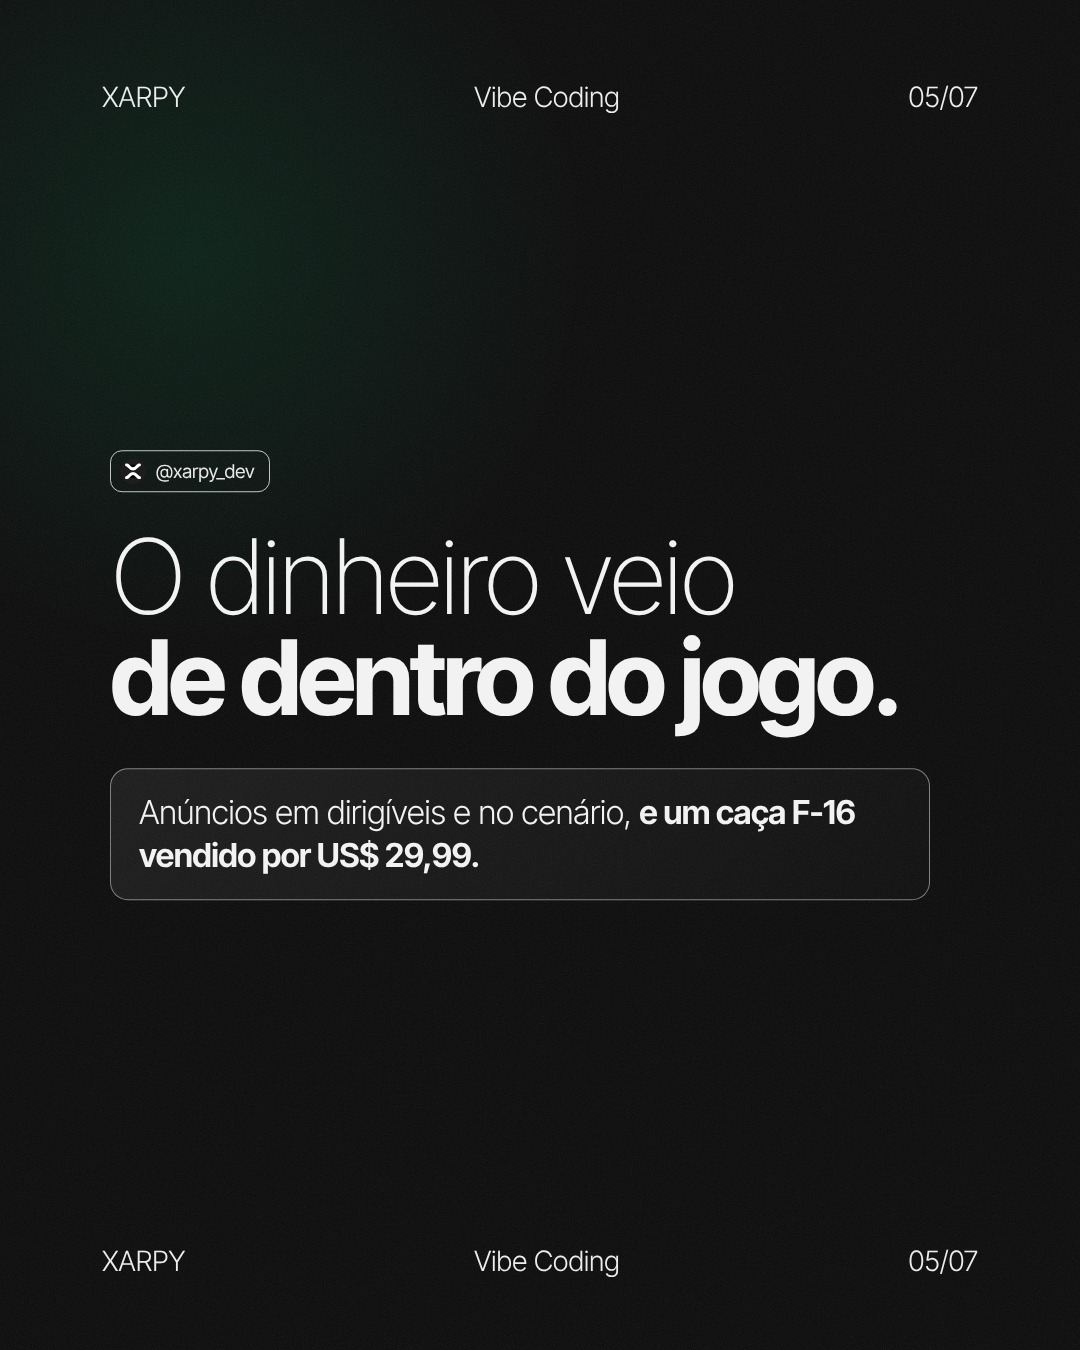 XARPY
Vibe Coding
05/07
@xarpy_dev
O dinheiro veio
de dentro do jogo.
Anúncios em dirigíveis e no cenário, e um caça F-16
vendido por US$ 29,99.
XARPY
Vibe Coding
05/07